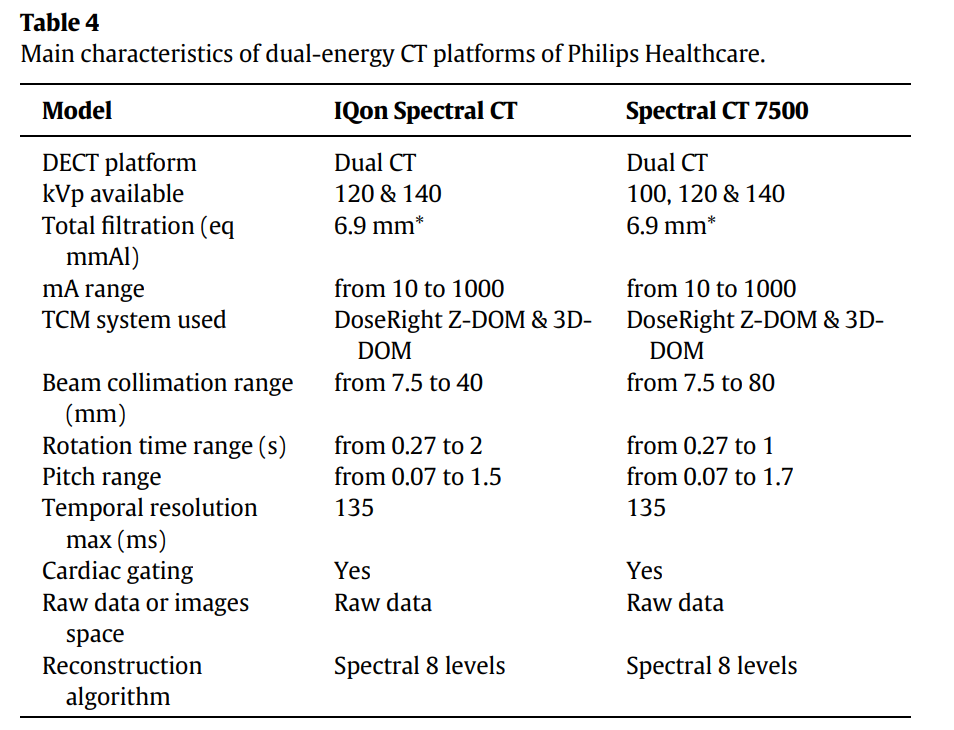 Table 4
Main characteristics of dual-energy CT platforms of Philips Healthcare.
Model IQon Spectral CT Spectral CT 7500
DECT platform Dual CT Dual CT
kVp available 120 & 140 100, 120 & 140
Total filtration (eq 6.9 mm* 6.9 mm*
mmAl)
mA range from 10 to 1000 from 10 to 1000
TCM system used DoseRight Z-DOM & 3D- DoseRight Z-DOM & 3D-
DOM DOM
Beam collimation range from 7.5 to 40 from 7.5 to 80
(mm)
Rotation time range (s) from 0.27 to 2 from 0.27 to 1
Pitch range from 0.07 to 1.5 from 0.07 to 1.7
Temporal resolution 135 135
max (ms)
Cardiac gating Yes Yes
Raw data or images Raw data Raw data
space
Reconstruction Spectral 8 levels Spectral 8 levels
algorithm